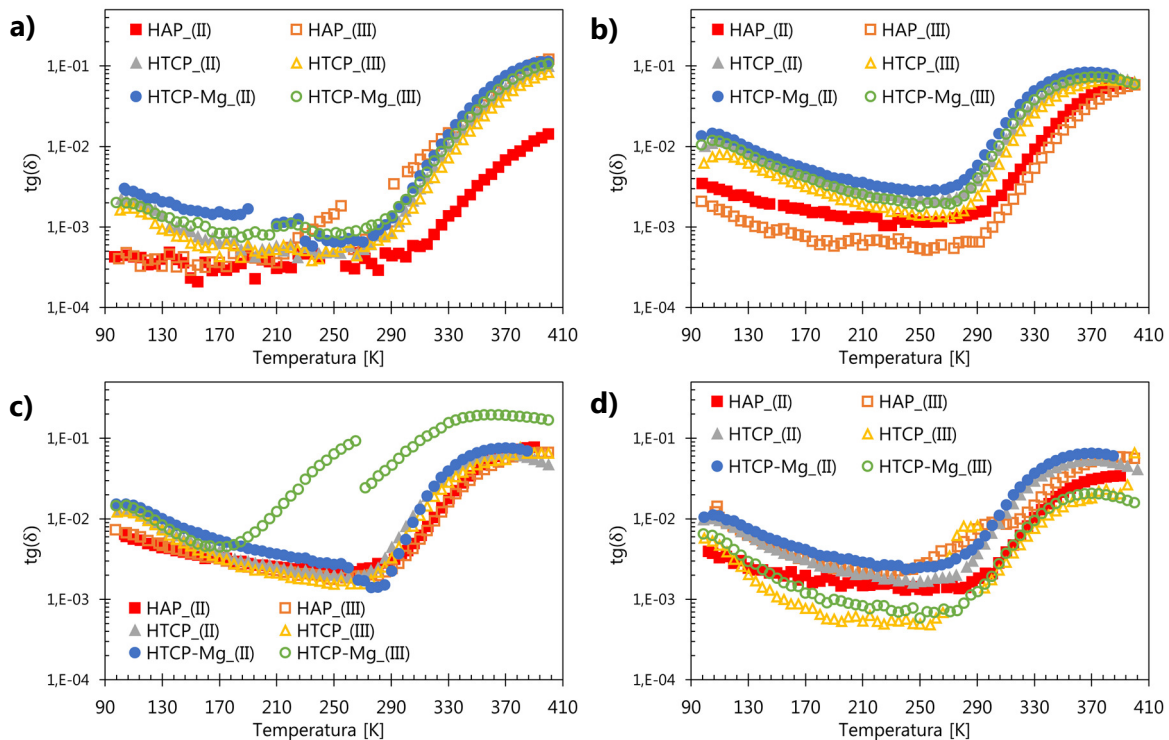 a)
HAP_(II) HAP_(III)
HTCP_(II) HTCP_(III)
HTCP-Mg_(II) HTCP-Mg_(III)
tg(δ)
1,E-01
1,E-02
1,E-03
1,E-04
90 130 170 210 250 290 330 370 410
Temperatura [K]
b)
HAP_(II) HAP_(III)
HTCP_(II) HTCP_(III)
HTCP-Mg_(II) HTCP-Mg_(III)
tg(δ)
1,E-01
1,E-02
1,E-03
1,E-04
90 130 170 210 250 290 330 370 410
Temperatura [K]
c)
tg(δ)
1,E-01
1,E-02
1,E-03
1,E-04
HAP_(II) HAP_(III)
HTCP_(II) HTCP_(III)
HTCP-Mg_(II)
HTCP-Mg_(III)
90 130 170 210 250 290 330 370 410
Temperatura [K]
d)
HAP_(II) HAP_(III)
HTCP_(II) HTCP_(III)
HTCP-Mg_(II) HTCP-Mg_(III)
tg(δ)
1,E-01
1,E-02
1,E-03
1,E-04
90 130 170 210 250 290 330 370 410
Temperatura [K]